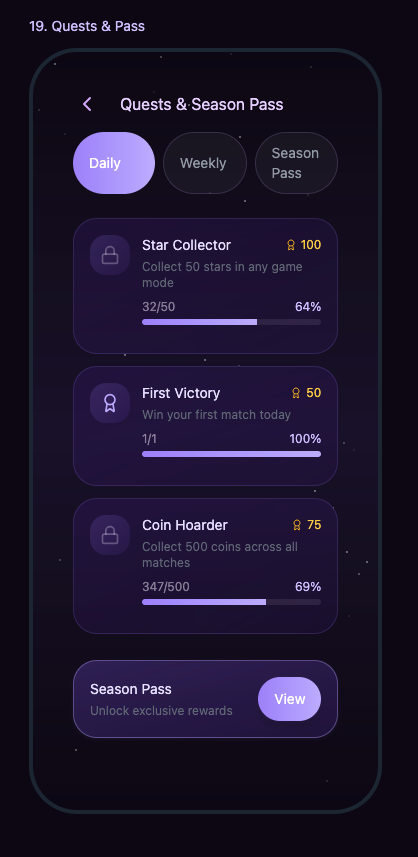 19. Quests & Pass
Quests & Season Pass
Daily
Weekly
Season
Pass
Star Collector
100
Collect 50 stars in any game
mode
32/50
64%
First Victory
50
Win your first match today
1/1
100%
Coin Hoarder
75
Collect 500 coins across all
matches
347/500
69%
Season Pass
Unlock exclusive rewards
View